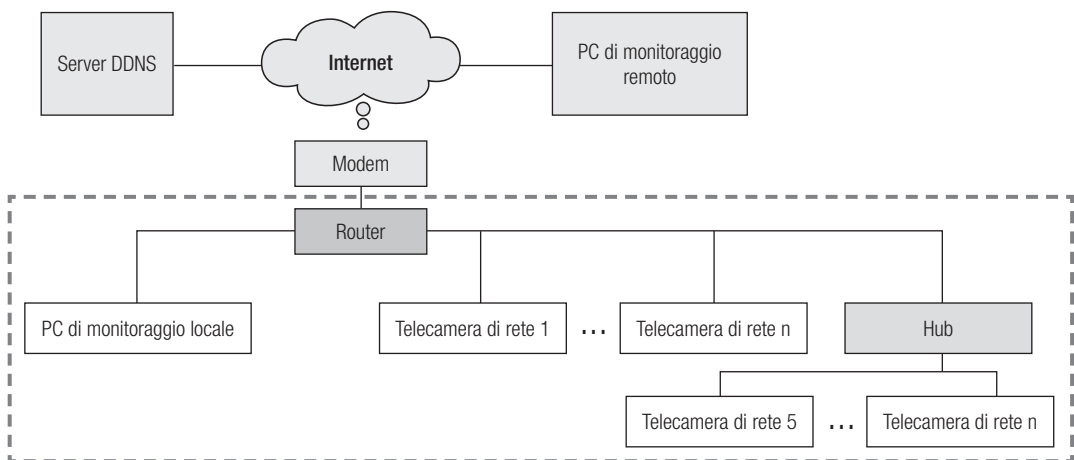 Server DDNS
Internet
PC di monitoraggio
remoto
Modem
Router
PC di monitoraggio locale
Telecamera di rete 1
...
Telecamera di rete n
Hub
Telecamera di rete 5
...
Telecamera di rete n